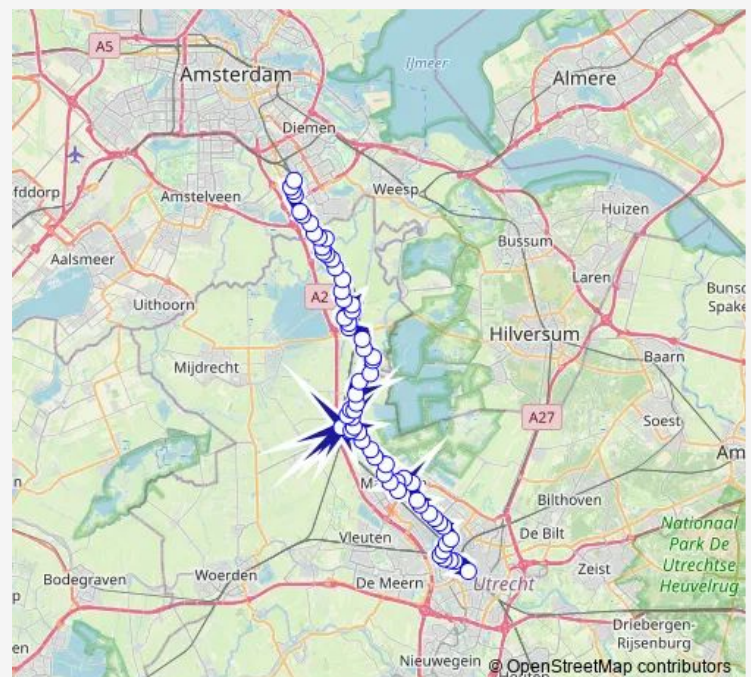 A5
Amsterdam
IJmeer
Almere
Diemen
Amstelveen
Weesp
Huizen
Bussum
Aalsmeer
Laren
A2
Uithoorn
Hilversum
Mijdrecht
Baarn
A27
Soest
Bilthoven
Vleuten
De Bilt
Nationaal
Park De
Utrechtse
Heuvelrug
Woerden
Bodegraven
De Meern
Utrecht
Zeist
Driebergen-
Rijsenburg
Nieuwegein
© OpenStreetMap contributors